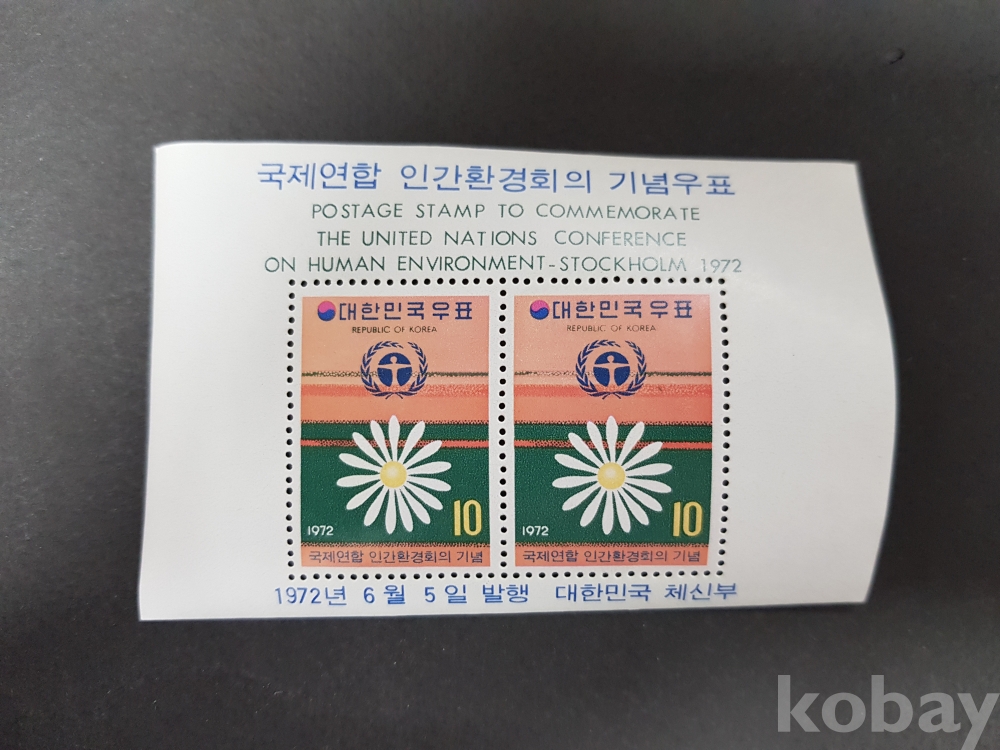 국제연합 인간환경회의 기념우표
POSTAGE STAMP TO COMMEMORATE
THE UNITED NATIONS CONFERENCE
ON HUMAN ENVIRONMENT-STOCKHOLM 1972
대한민국우표
REPUBLIC OF KOREA
1972
10
국제연합 인간환경회의 기념
대한민국우표
REPUBLIC OF KOREA
1972
10
국제연합 인간환경회의 기념
1972년 6월 5일 발행 대한민국 체신부
kobay